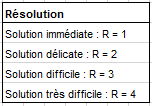 Résolution
Solution immédiate : R = 1
Solution délicate : R = 2
Solution difficile : R = 3
Solution très difficile : R = 4